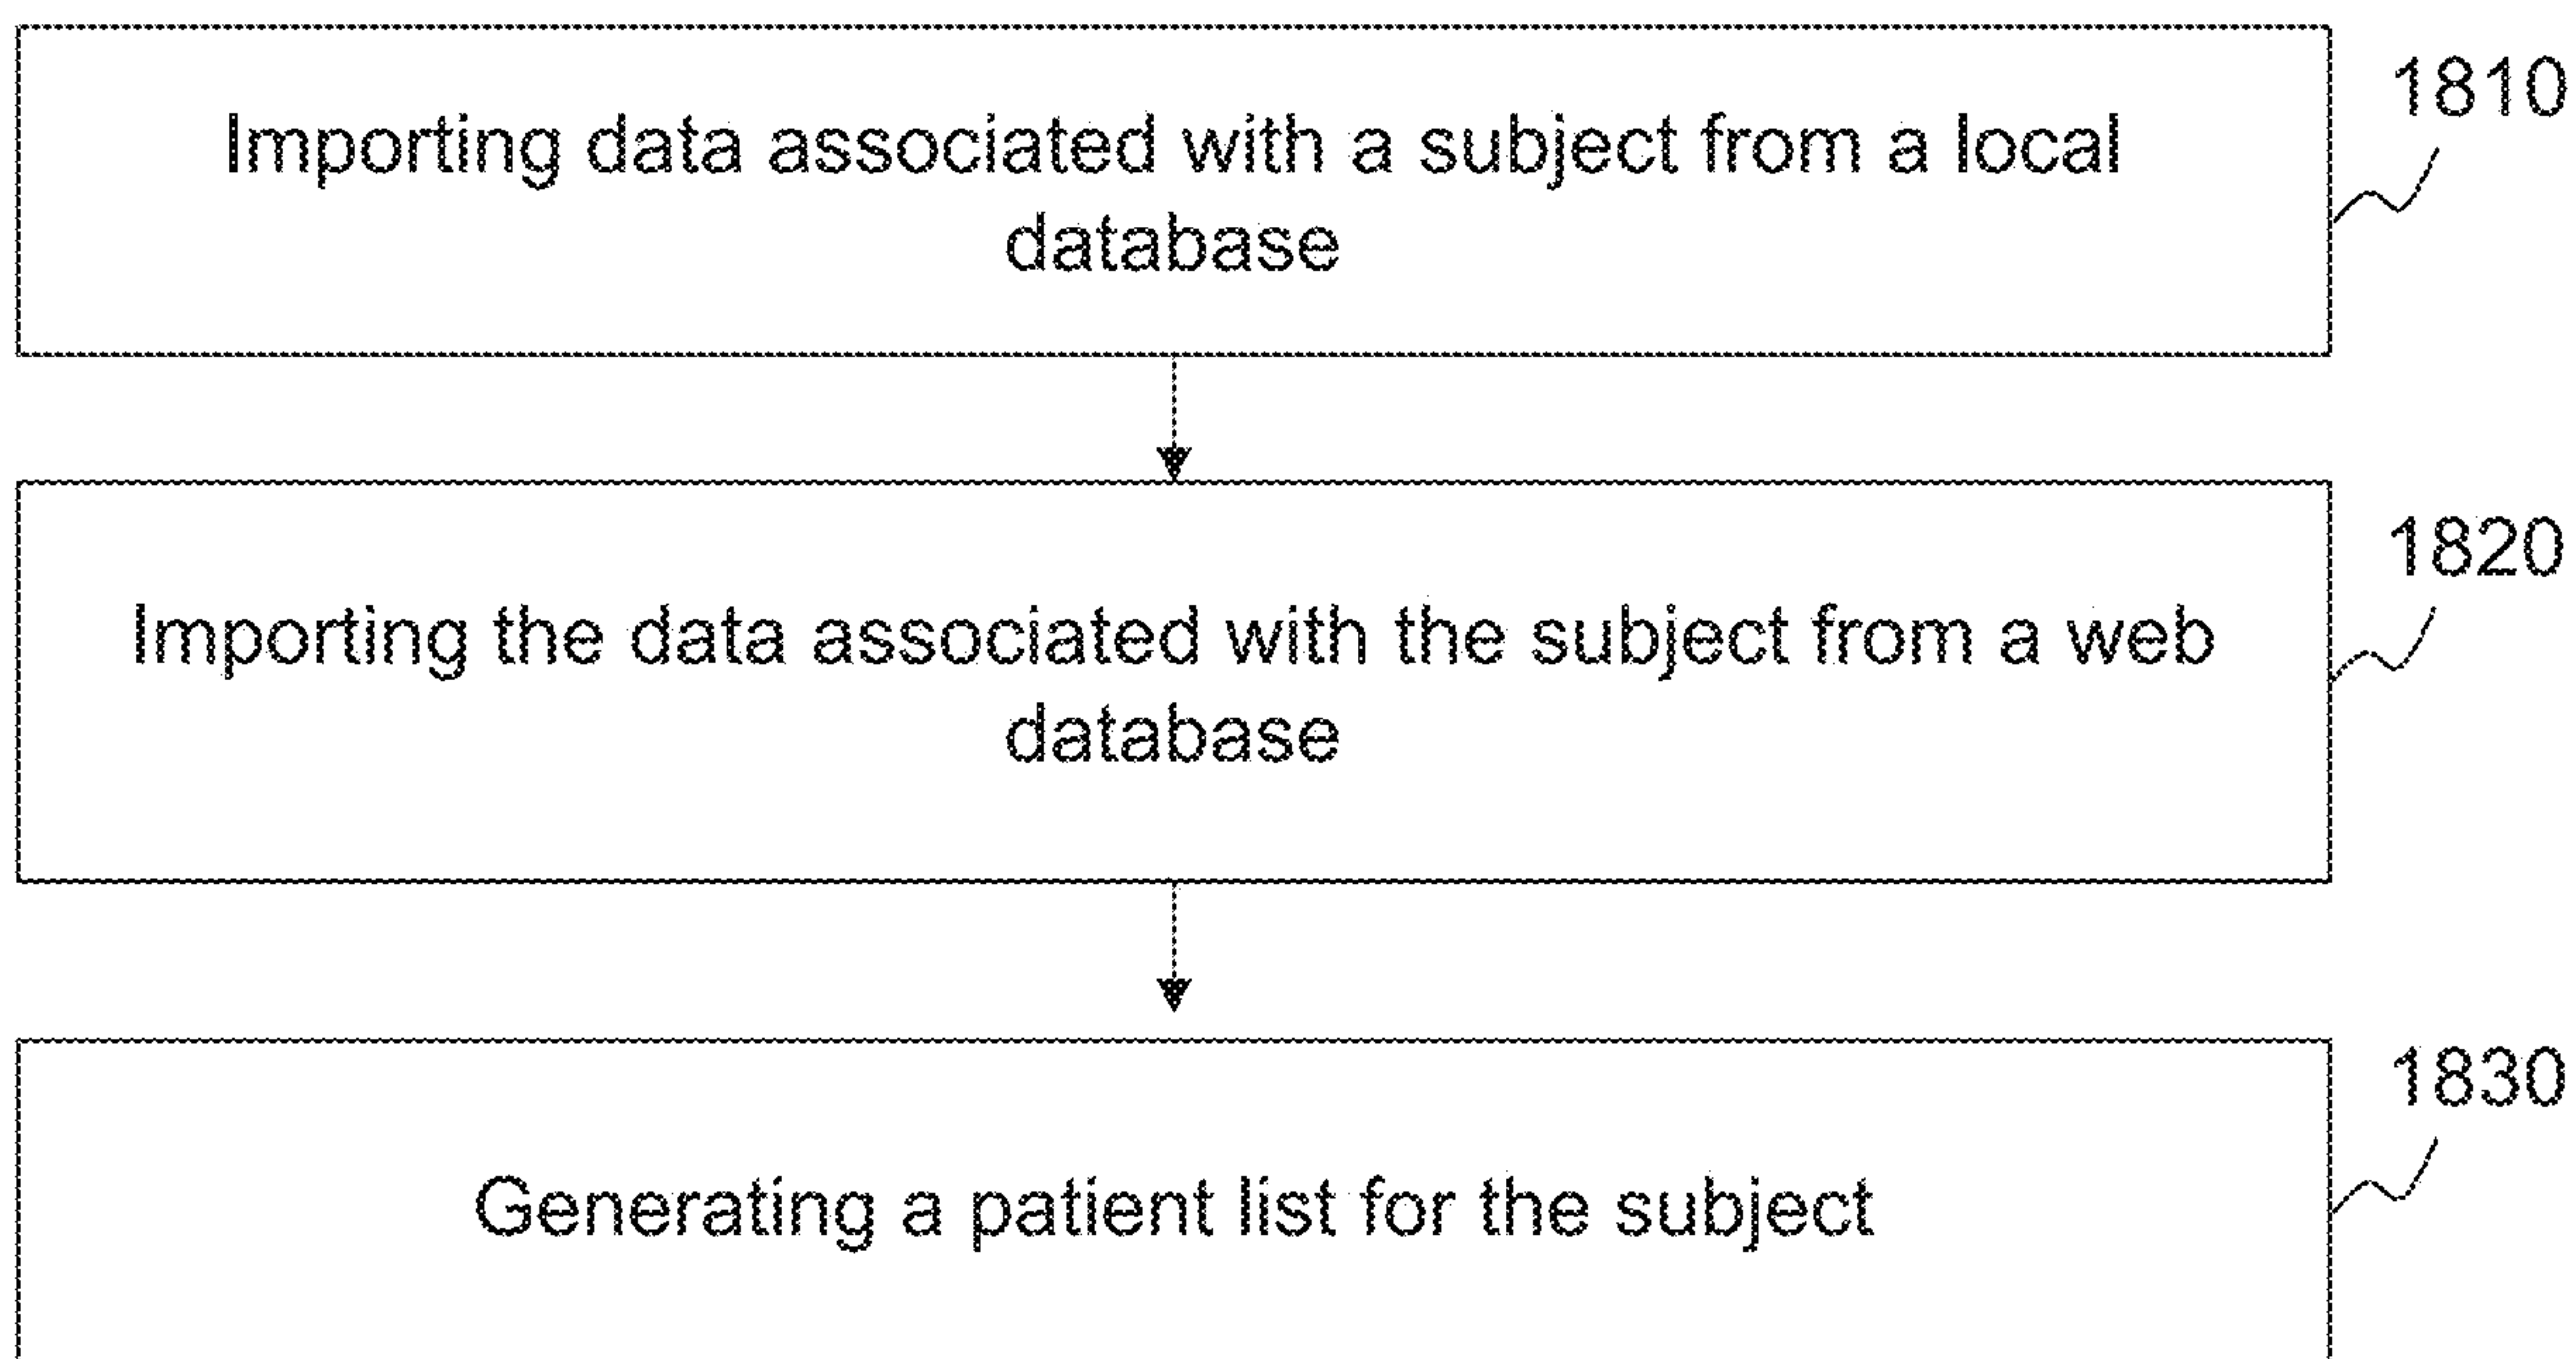 Importing data associated with a subject from a local
database
1810
Importing the data associated with the subject from a web
database
1820
Generating a patient list for the subject
1830